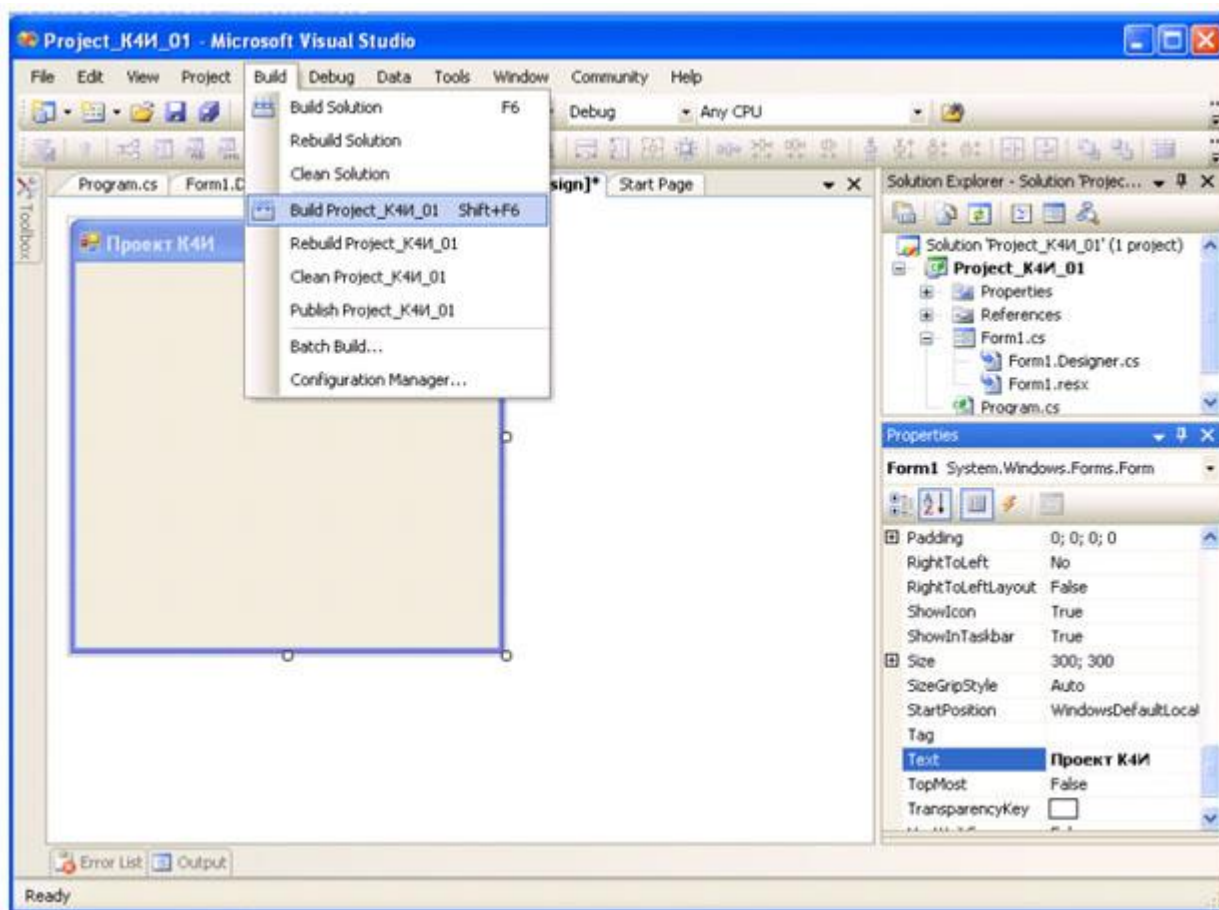 Project_К4И_01 - Microsoft Visual Studio
File Edit View Project Build Debug Data Tools Window Community Help
Build Solution F6
Debug Any CPU
Rebuild Solution
Clean Solution
Build Project_К4И_01 Shift+F6
Rebuild Project_К4И_01
Clean Project_К4И_01
Publish Project_К4И_01
Batch Build...
Configuration Manager...
Toolbox
Program.cs Form1.D sign]* Start Page
Проект К4И
Solution Explorer - Solution 'Projec...
Solution 'Project_К4И_01' (1 project)
Project_К4И_01
Properties
References
Form1.cs
Form1.Designer.cs
Form1.resx
Program.cs
Properties
Form1 System.Windows.Forms.Form
Padding 0; 0; 0; 0
RightToLeft No
RightToLeftLayout False
ShowIcon True
ShowInTaskbar True
Size 300; 300
SizeGripStyle Auto
StartPosition WindowsDefaultLocal
Tag
Text Проект К4И
TopMost False
TransparencyKey
Error List Output
Ready